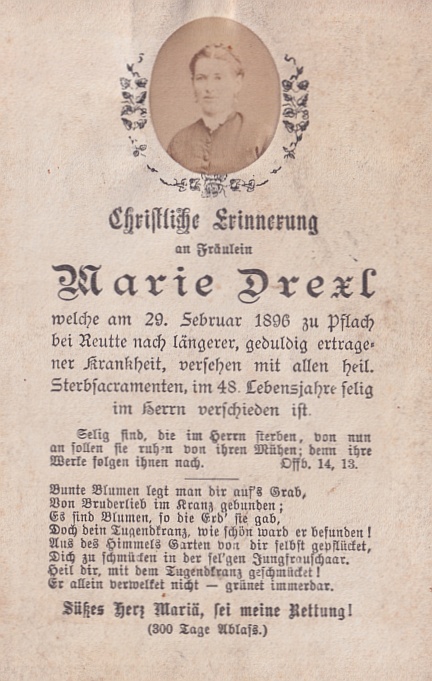 Christliche Erinnerung
an Fräulein
Marie Drexl
welche am 29. Februar 1896 zu Pflach
bei Reutte nach längerer, geduldig ertrage-
ner Krankheit, versehen mit allen heil.
Sterbsacramenten, im 48. Lebensjahre selig
im Herrn verschieden ist.
Selig sind, die im Herrn sterben, von nun
an sollen sie ruhen von ihren Mühen; denn ihre
Werke folgen ihnen nach. Offb. 14, 13.
Bunte Blumen legt man dir auf's Grab,
Von Bruderlieb im Kranz gebunden;
Es sind Blumen, so die Erd' sie gab,
Doch dein Tugendkranz, wie schön ward er befunden!
Aus des Himmels Garten von dir selbst gepflücket,
Dich zu schmücken in der sel'gen Jungfrauschaar.
Heil dir, mit dem Tugendkranz geschmücket!
Er allein verwelket nicht — grünet immerdar.
Süßes Herz Mariä, sei meine Rettung!
(300 Tage Ablass.)